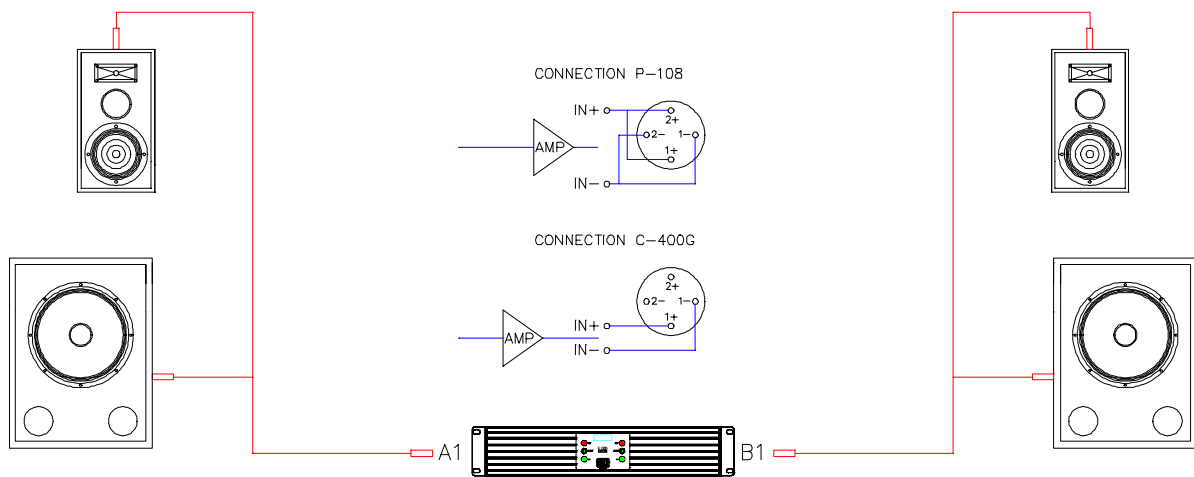 CONNECTION P-108
IN+
2+
AMP
2-
1-
1+
IN-
CONNECTION C-400G
2+
2-
1-
IN+
1+
AMP
IN-
A1
B1